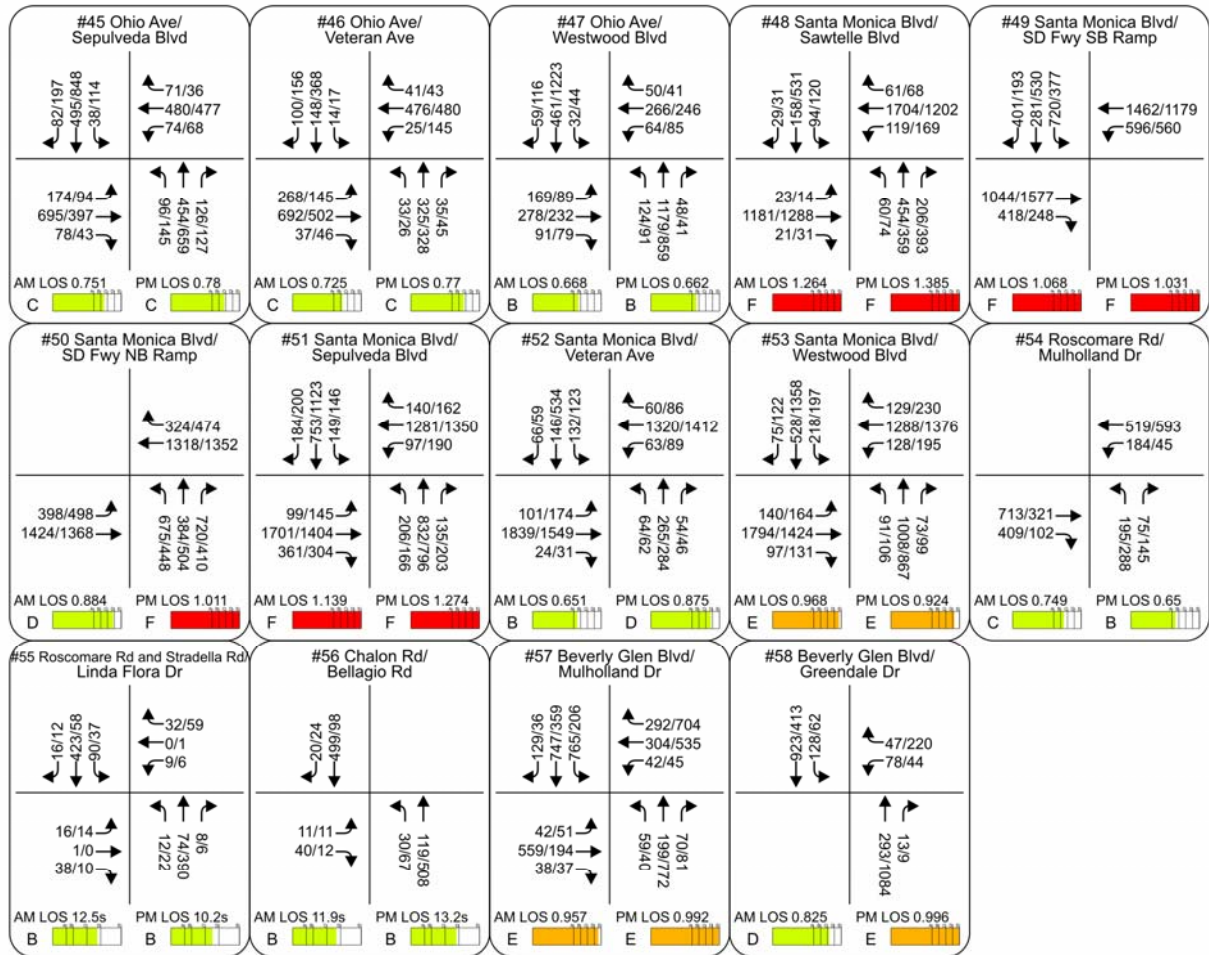 #45 Ohio Ave/
Sepulveda Blvd
82/197
495/848
38/114
71/36
480/477
74/68
174/94
695/397
78/43
96/145
454/659
126/127
AM LOS 0.751
C
PM LOS 0.78
C
#46 Ohio Ave/
Veteran Ave
100/156
148/368
14/17
41/43
476/480
25/145
268/145
692/502
37/46
33/26
325/328
35/45
AM LOS 0.725
C
PM LOS 0.77
C
#47 Ohio Ave/
Westwood Blvd
59/116
461/1223
32/44
50/41
266/246
64/85
169/89
278/232
91/79
124/91
1179/859
48/41
AM LOS 0.668
B
PM LOS 0.662
B
#48 Santa Monica Blvd/
Sawtelle Blvd
29/31
158/531
94/120
61/68
1704/1202
119/169
23/14
1181/1288
21/31
60/74
454/359
206/393
AM LOS 1.264
F
PM LOS 1.385
F
#49 Santa Monica Blvd/
SD Fwy SB Ramp
401/193
281/530
720/377
1462/1179
596/560
1044/1577
418/248
AM LOS 1.068
F
PM LOS 1.031
F
#50 Santa Monica Blvd/
SD Fwy NB Ramp
324/474
1318/1352
398/498
1424/1368
675/448
384/504
720/410
AM LOS 0.884
D
PM LOS 1.011
F
#51 Santa Monica Blvd/
Sepulveda Blvd
184/200
753/1123
149/146
140/162
1281/1350
97/190
99/145
1701/1404
361/304
206/166
832/796
135/203
AM LOS 1.139
F
PM LOS 1.274
F
#52 Santa Monica Blvd/
Veteran Ave
66/59
146/534
132/123
60/86
1320/1412
63/89
101/174
1839/1549
24/31
64/62
265/284
54/46
AM LOS 0.651
B
PM LOS 0.875
D
#53 Santa Monica Blvd/
Westwood Blvd
75/122
528/1358
218/197
129/230
1288/1376
128/195
140/164
1794/1424
97/131
91/106
1008/867
73/99
AM LOS 0.968
E
PM LOS 0.924
E
#54 Roscomare Rd/
Mulholland Dr
519/593
184/45
713/321
409/102
195/288
75/145
AM LOS 0.749
C
PM LOS 0.65
B
#55 Roscomare Rd and Stradella Rd/
Linda Flora Dr
16/12
423/58
90/37
32/59
0/1
9/6
16/14
1/0
38/10
12/22
74/390
8/6
AM LOS 12.5s
B
PM LOS 10.2s
B
#56 Chalon Rd/
Bellagio Rd
20/24
499/98
11/11
40/12
30/67
119/508
AM LOS 11.9s
B
PM LOS 13.2s
B
#57 Beverly Glen Blvd/
Mulholland Dr
129/36
747/359
765/206
292/704
304/535
42/45
42/51
559/194
38/37
59/40
199/772
70/81
AM LOS 0.957
E
PM LOS 0.992
E
#58 Beverly Glen Blvd/
Greendale Dr
923/413
128/62
47/220
78/44
293/1084
13/9
AM LOS 0.825
D
PM LOS 0.996
E